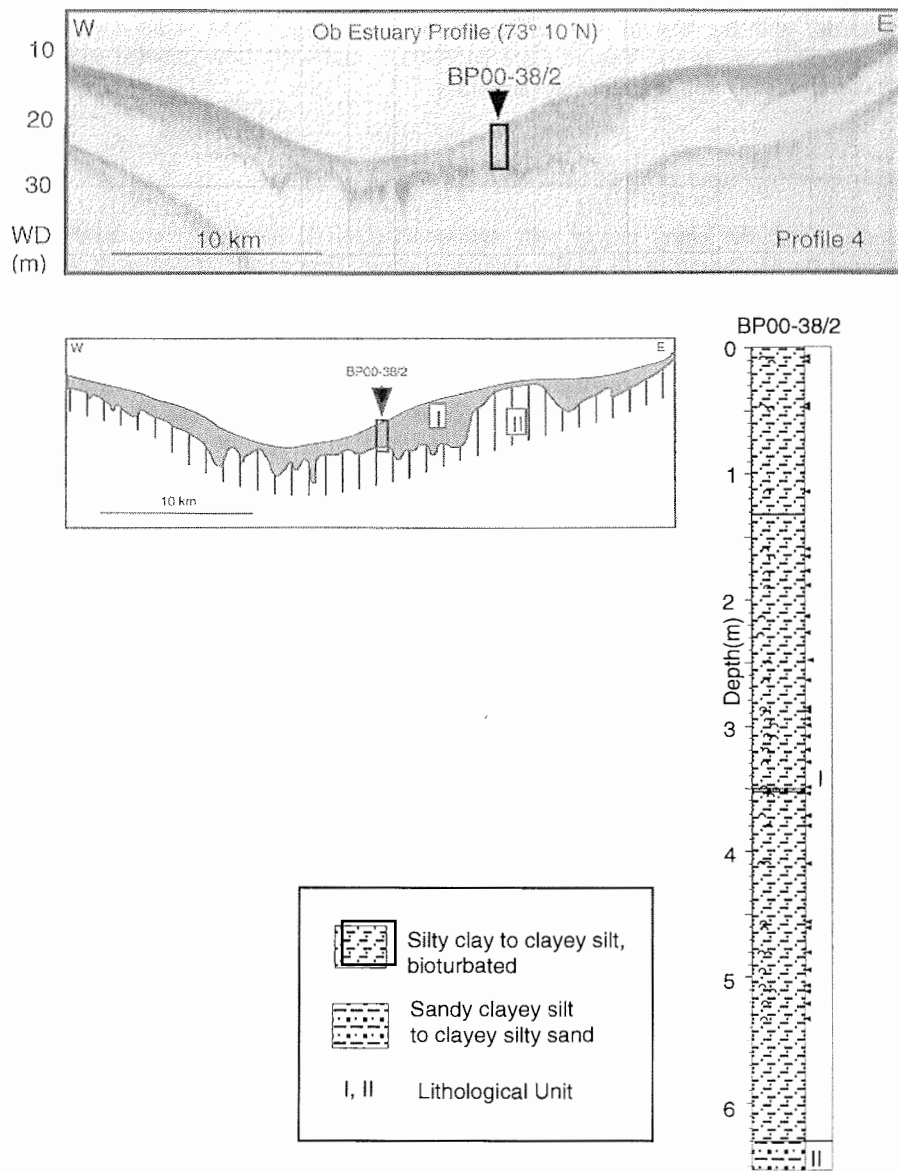 W
E
Ob Estuary Profile (73° 10´N)
BP00-38/2
10
20
30
WD
(m)
10 km
Profile 4
W
E
BP00-38/2
I
II
10 km
BP00-38/2
0
1
2
3
4
5
6
Depth(m)
I
II
Silty clay to clayey silt,
bioturbated
Sandy clayey silt
to clayey silty sand
I, II Lithological Unit